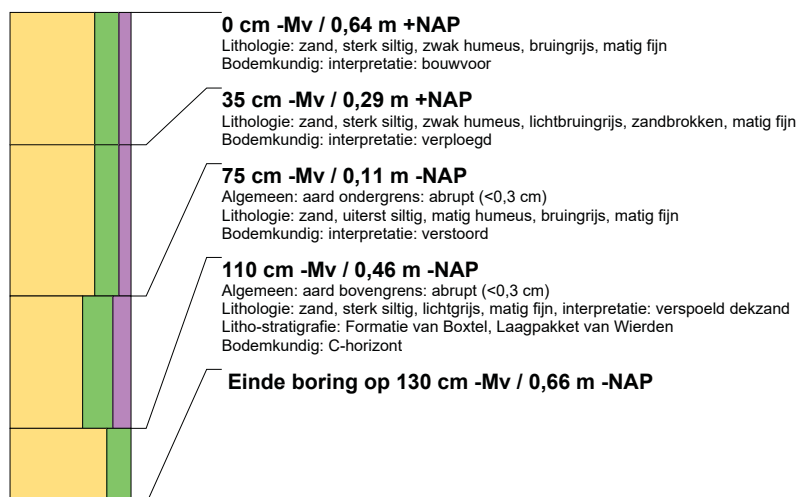 0 cm -Mv / 0,64 m +NAP
Lithologie: zand, sterk siltig, zwak humeus, bruingrijs, matig fijn
Bodemkundig: interpretatie: bouwvoor
35 cm -Mv / 0,29 m +NAP
Lithologie: zand, sterk siltig, zwak humeus, lichtbruingrijs, zandbrokken, matig fijn
Bodemkundig: interpretatie: verploegd
75 cm -Mv / 0,11 m -NAP
Algemeen: aard ondergrens: abrupt (<0,3 cm)
Lithologie: zand, uiterst siltig, matig humeus, bruingrijs, matig fijn
Bodemkundig: interpretatie: verstoord
110 cm -Mv / 0,46 m -NAP
Algemeen: aard bovengrens: abrupt (<0,3 cm)
Lithologie: zand, sterk siltig, lichtgrijs, matig fijn, interpretatie: verspoeld dekzand
Litho-stratigrafie: Formatie van Boxtel, Laagpakket van Wierden
Bodemkundig: C-horizont
Einde boring op 130 cm -Mv / 0,66 m -NAP